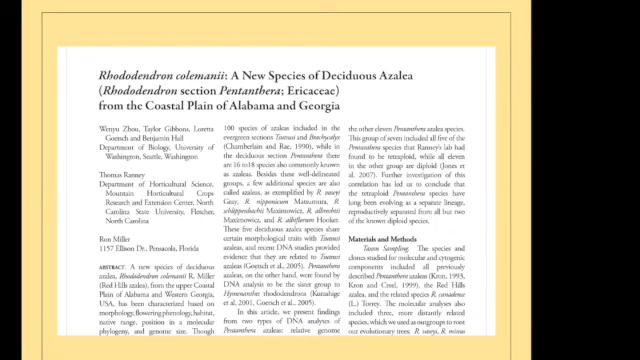 Rhododendron colemanii: A New Species of Deciduous Azalea
(Rhododendron section Pentanthera; Ericaceae)
from the Coastal Plain of Alabama and Georgia
Wenyu Zhou, Taylor Gibbons, Loretta
Goetsch and Benjamin Hall
Department of Biology, University of
Washington, Seattle, Washington
Thomas Ranney
Department of Horticultural Science,
Mountain Horticultural Crops
Research and Extension Center, North
Carolina State University, Fletcher,
North Carolina
Ron Miller
1157 Ellison Dr., Pensacola, Florida
ABSTRACT: A new species of deciduous
azalea, Rhododendron colemanii R. Miller
(Red Hills azalea), from the upper Coastal
Plain of Alabama and Western Georgia,
USA, has been characterized based on
morphology, flowering phenology, habitat,
native range, position in a molecular
phylogeny, and genome size. Though
100 species of azaleas included in the
evergreen sections Tsutsusi and Brachycalyx
(Chamberlain and Rae, 1990), while in
the deciduous section Pentanthera there
are 16 to 18 species also commonly known
as azaleas. Besides these well-delineated
groups, a few additional species are also
called azaleas, as exemplified by R. vaseyi
Gray, R. nipponicum Matsumura, R.
schlippenbachii Maximowicz, R. albrechtii
Maximowicz, and R. albiflorum Hooker.
These five deciduous azalea species share
certain morphological traits with Tsutsusi
azaleas, and recent DNA studies provided
evidence that they are related to Tsutsusi
azaleas (Goetsch et al., 2005). Pentanthera
azaleas, on the other hand, were found by
DNA analysis to be the sister group to
Hymenanthes rhododendrons (Kurashige
et al. 2001, Goetsch et al., 2005).
In this article, we present findings
from two types of DNA analyses of
Pentanthera azaleas: relative genome
the other eleven Pentanthera azalea species.
This group of seven included all five of the
Pentanthera species that Ranney's lab had
found to be tetraploid, while all eleven
in the other group are diploid (Jones et
al. 2007). Further investigation of this
correlation has led us to conclude that
the tetraploid Pentanthera species have
long been evolving as a separate lineage,
reproductively separated from all but two
of the known diploid species.
Materials and Methods
Taxon Sampling. The species and
clones studied for molecular and cytogenic
components included all previously
described Pentanthera azaleas (Kron, 1993,
Kron and Creel, 1999), the Red Hills
azalea, and the related species R. canadense
(L.) Torrey. The molecular analyses also
included three, more distantly related
species, which we used as outgroups to root
our evolutionary trees: R. vaseyi, R. minus